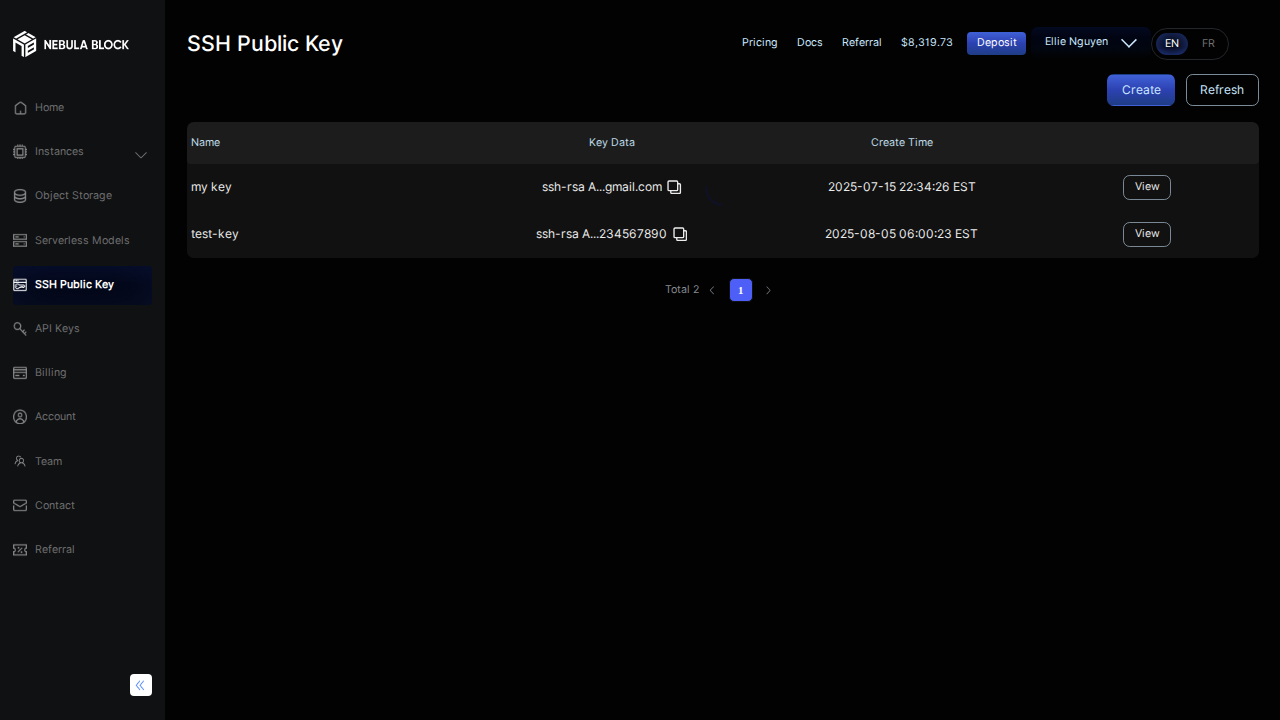 NEBULA BLOCK
Home
Instances
Object Storage
Serverless Models
SSH Public Key
API Keys
Billing
Account
Team
Contact
Referral
SSH Public Key
Pricing Docs Referral $8,319.73 Deposit Ellie Nguyen EN FR
Create Refresh
Name Key Data Create Time
my key ssh-rsa A...gmail.com 2025-07-15 22:34:26 EST View
test-key ssh-rsa A...234567890 2025-08-05 06:00:23 EST View
Total 2 1